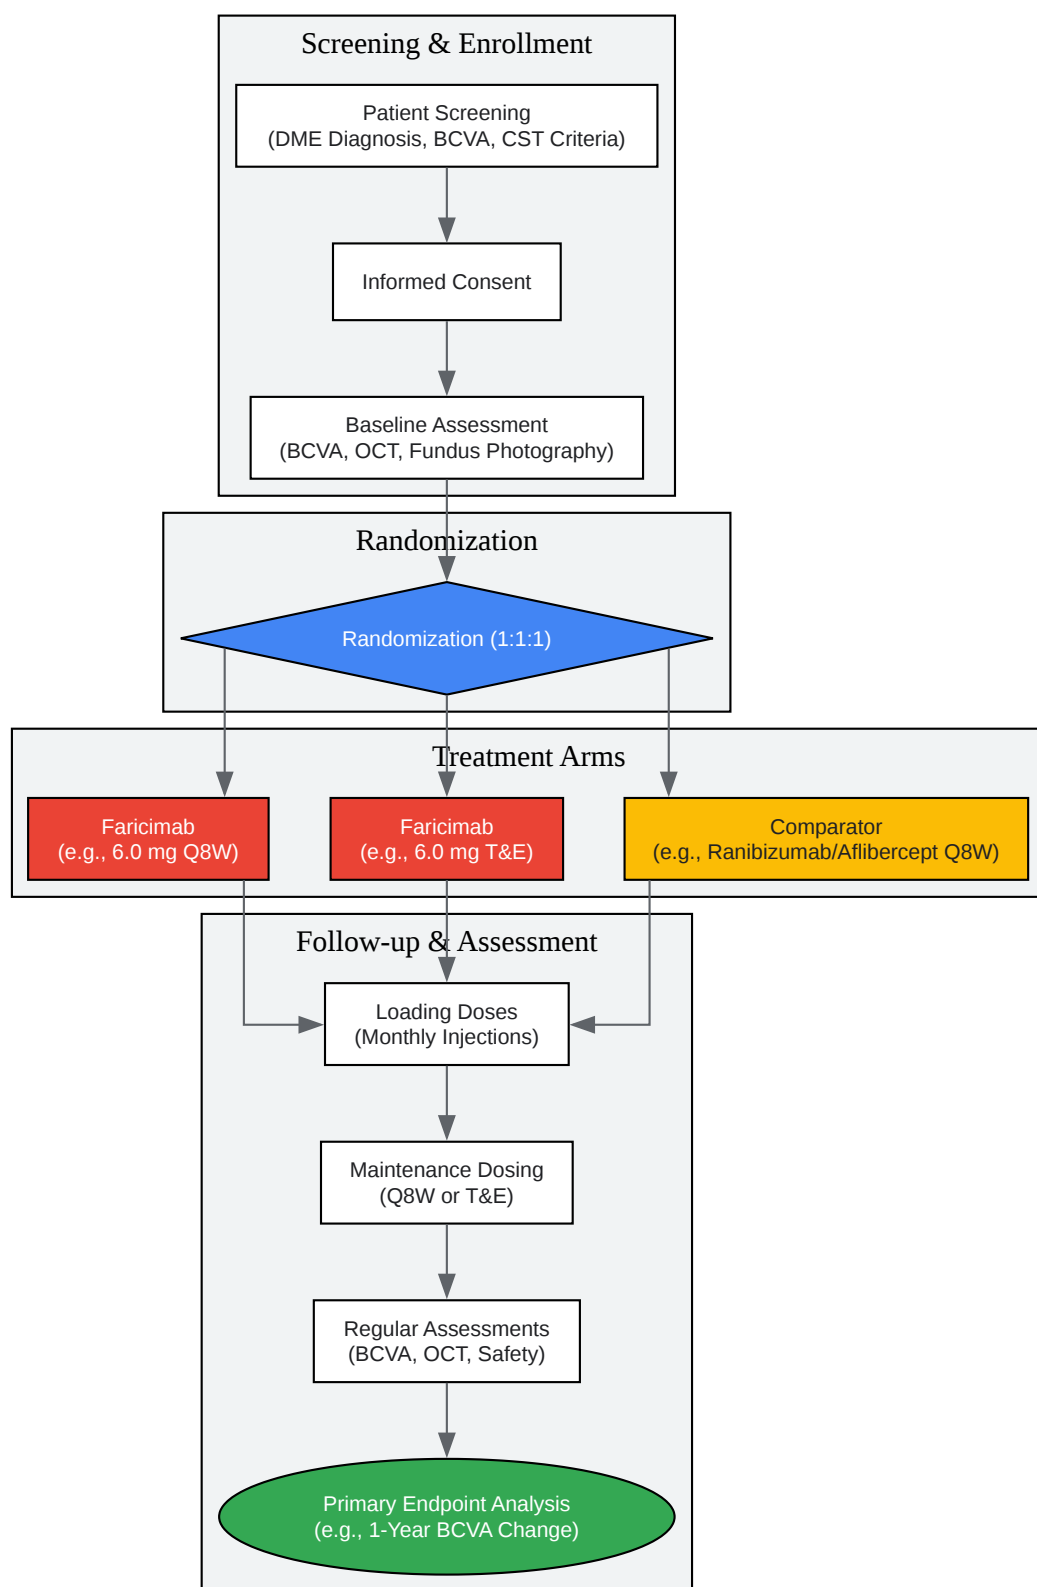 Screening & Enrollment
Patient Screening
(DME Diagnosis, BCVA, CST Criteria)
Informed Consent
Baseline Assessment
(BCVA, OCT, Fundus Photography)
Randomization
Randomization (1:1:1)
Treatment Arms
Faricimab
(e.g., 6.0 mg Q8W)
Faricimab
(e.g., 6.0 mg T&E)
Comparator
(e.g., Ranibizumab/Aflibercept Q8W)
Follow-up & Assessment
Loading Doses
(Monthly Injections)
Maintenance Dosing
(Q8W or T&E)
Regular Assessments
(BCVA, OCT, Safety)
Primary Endpoint Analysis
(e.g., 1-Year BCVA Change)